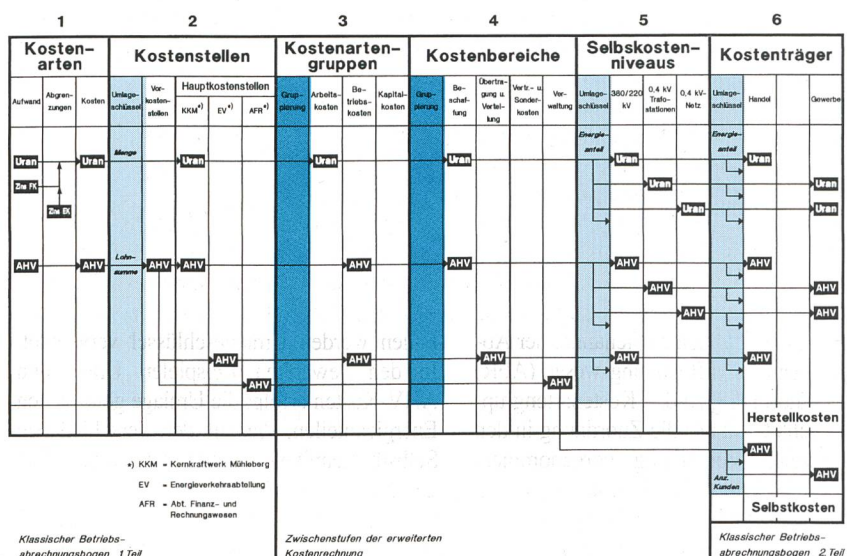 1 2 3 4 5 6
Kosten-
arten
Kostenstellen
Kostenarten-
gruppen
Kostenbereiche
Selbskosten-
niveaus
Kostenträger
Aufwand
Abgren-
zungen
Kosten
Umlage-
schlüssel
Vor-
kosten-
stellen
Hauptkostenstellen
KKM*) EV*) AFR*)
Grup-
pierung
Arbeits-
kosten
Be-
triebs-
kosten
Kapital-
kosten
Grup-
pierung
Be-
schaf-
fung
Übertra-
gung u.
Vertei-
lung
Vertr.- u.
Sonder-
kosten
Ver-
waltung
Umlage-
schlüssel
380/220
kV
0,4 kV
Trafo-
stationen
0,4 kV-
Netz
Umlage-
schlüssel
Handel
Gewerbe
Menge
Energie-
anteil
Energie-
anteil
Uran Uran Uran Uran Uran Uran Uran
Zins FK
Uran Uran
Zins EK
Uran Uran
Lohn-
summe
AHV AHV AHV AHV AHV AHV AHV AHV
AHV AHV
AHV AHV
AHV AHV AHV AHV AHV
AHV AHV
Herstellkosten
AHV
Anz.
Kunden
AHV
Selbstkosten
*) KKM = Kernkraftwerk Mühleberg
EV = Energieverkehrsabteilung
AFR = Abt. Finanz- und
Rechnungswesen
Klassischer Betriebs-
abrechnungsbogen 1. Teil
Zwischenstufen der erweiterten
Kostenrechnung
Klassischer Betriebs-
abrechnungsbogen 2. Teil